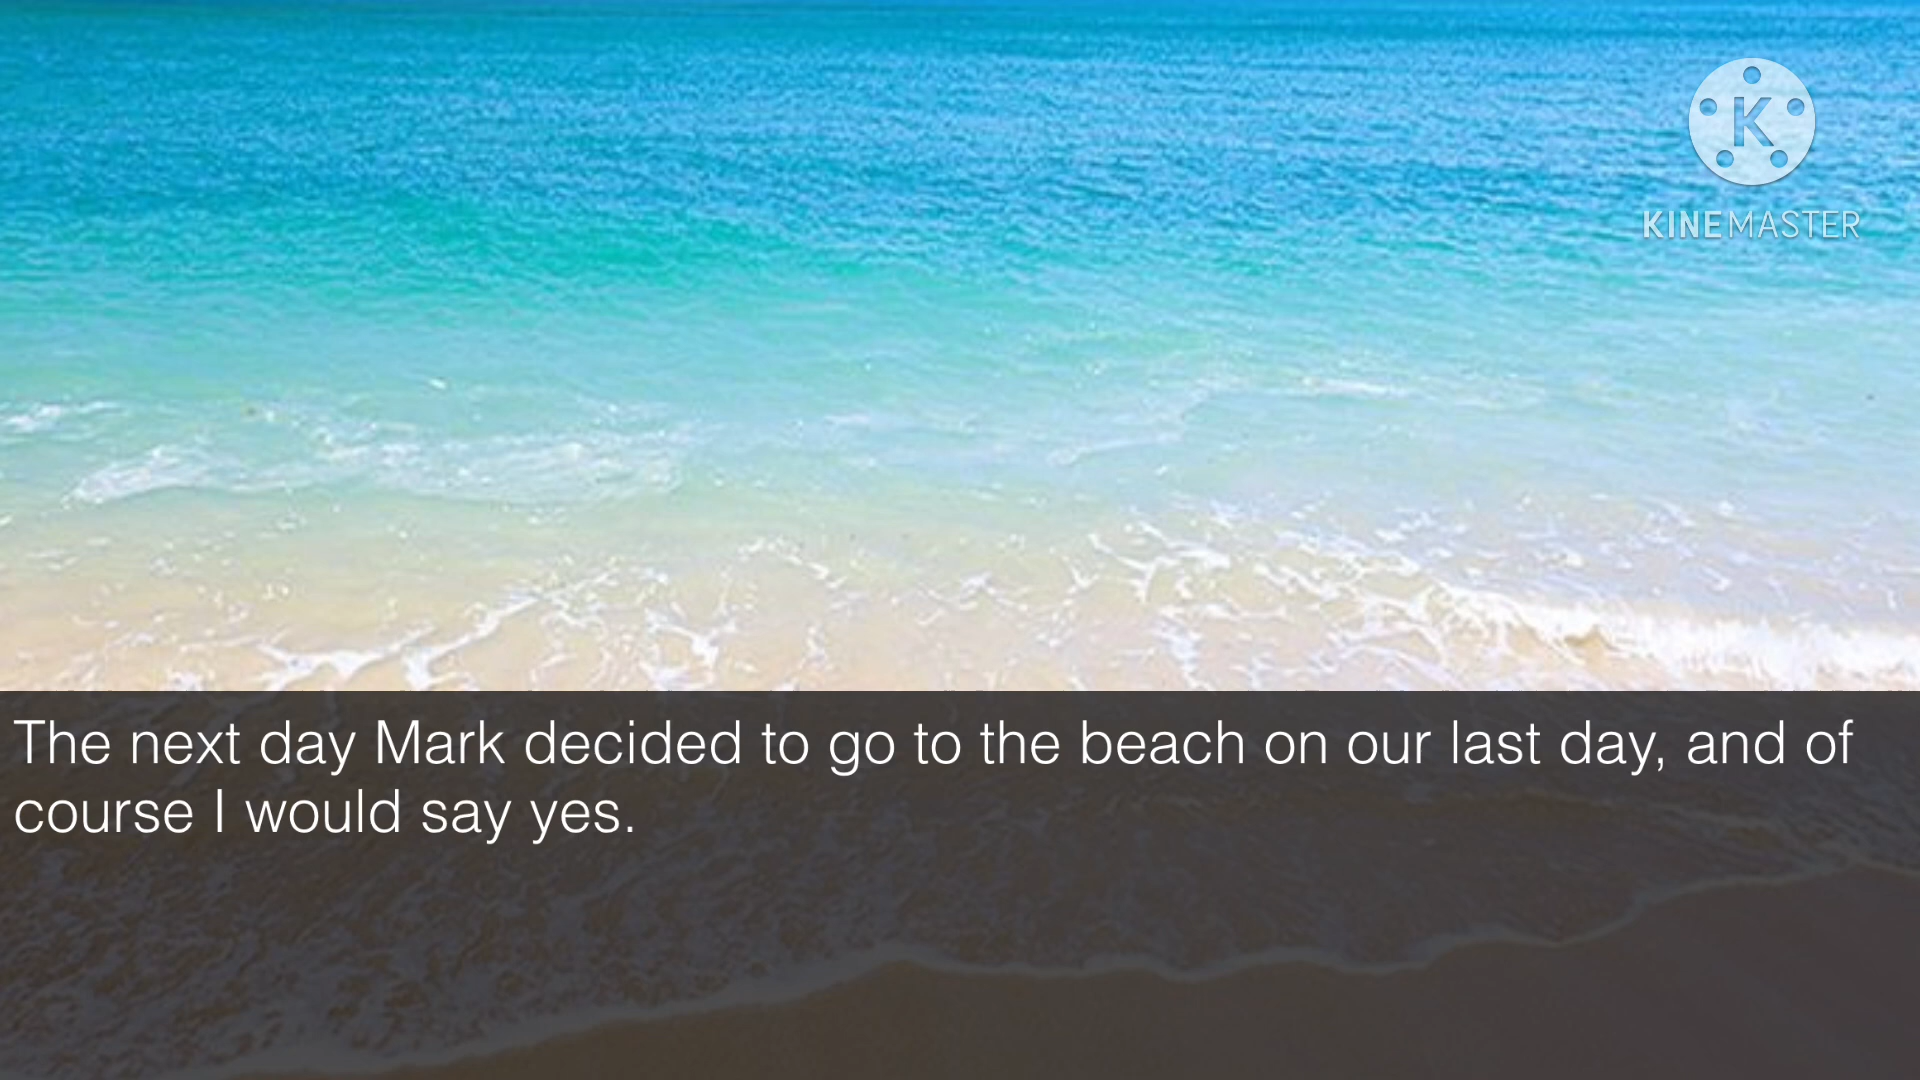 K
KINEMASTER
The next day Mark decided to go to the beach on our last day, and of
course I would say yes.